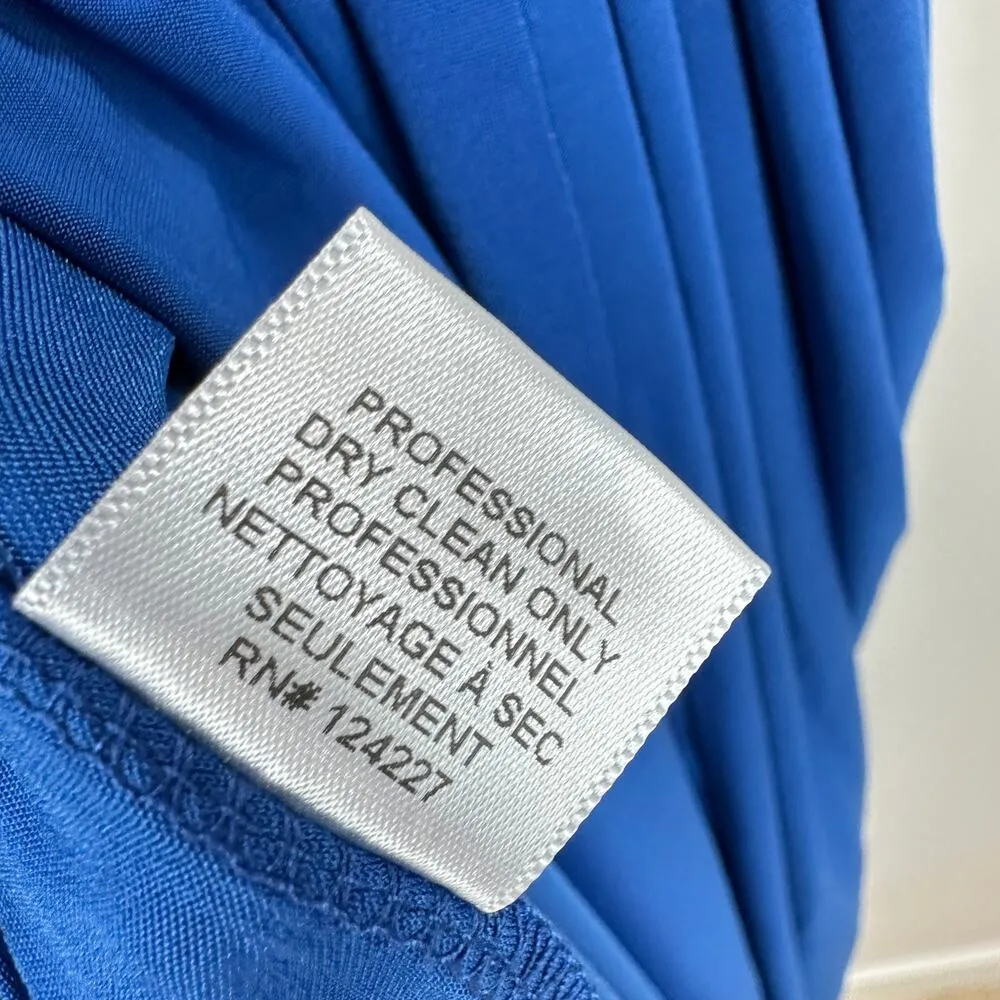 PROFESSIONAL
DRY CLEAN ONLY
PROFESSIONNEL
NETTOYAGE À SEC
SEULEMENT
RN# 124227